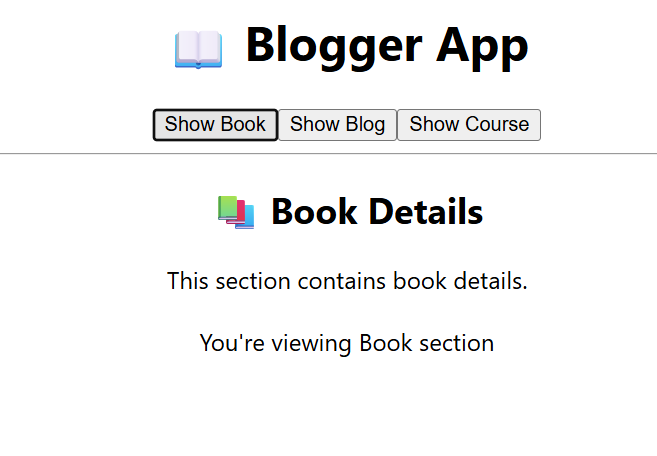 Blogger App
Show Book Show Blog Show Course
Book Details
This section contains book details.
You're viewing Book section